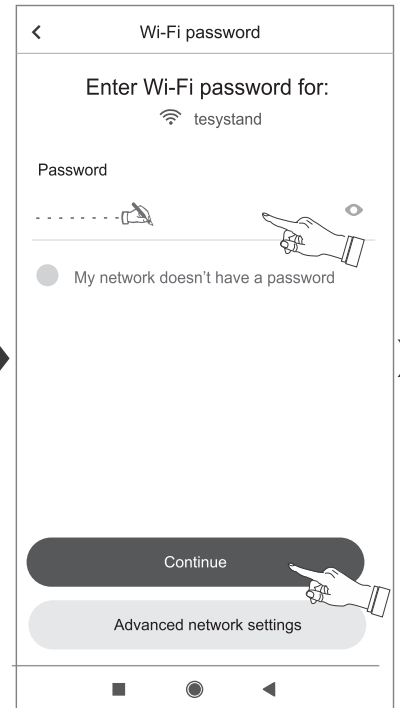 Wi-Fi password
Enter Wi-Fi password for:
tesystand
Password
My network doesn't have a password
Continue
Advanced network settings